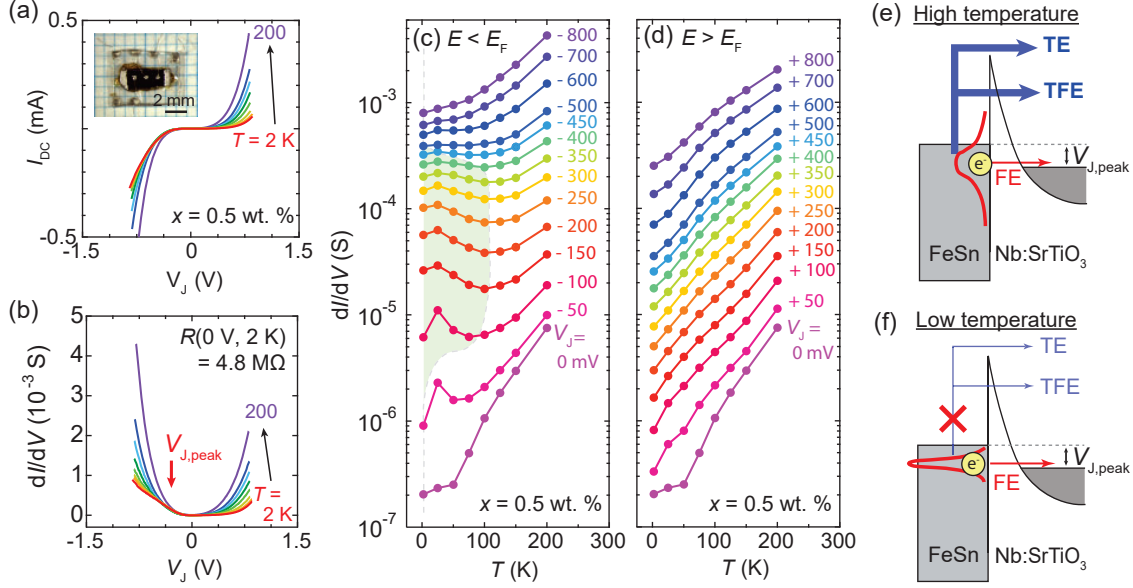 (a)
0.5
200
2 mm
0
T = 2 K
x = 0.5 wt. %
-0.5
I_DC (mA)
-1.5 0 1.5
V_J (V)
(b)
5
4
3
2
1
0
R(0 V, 2 K)
= 4.8 MΩ
200
V_J,peak
T =
2 K
dI/dV (10^-3 S)
-1.5 0 1.5
V_J (V)
(c) E < E_F
- 800
- 700
- 600
- 500
- 450
- 400
- 350
- 300
- 250
- 200
- 150
- 100
- 50
V_J =
0 mV
10^-3
10^-4
10^-5
10^-6
10^-7
dI/dV (S)
x = 0.5 wt. %
0 100 200 300
T (K)
(d) E > E_F
+ 800
+ 700
+ 600
+ 500
+ 450
+ 400
+ 350
+ 300
+ 250
+ 200
+ 150
+ 100
+ 50
V_J =
0 mV
x = 0.5 wt. %
0 100 200 300
T (K)
(e) High temperature
TE
TFE
e-
V_J,peak
FE
FeSn
Nb:SrTiO3
(f) Low temperature
TE
TFE
e-
V_J,peak
FE
FeSn
Nb:SrTiO3